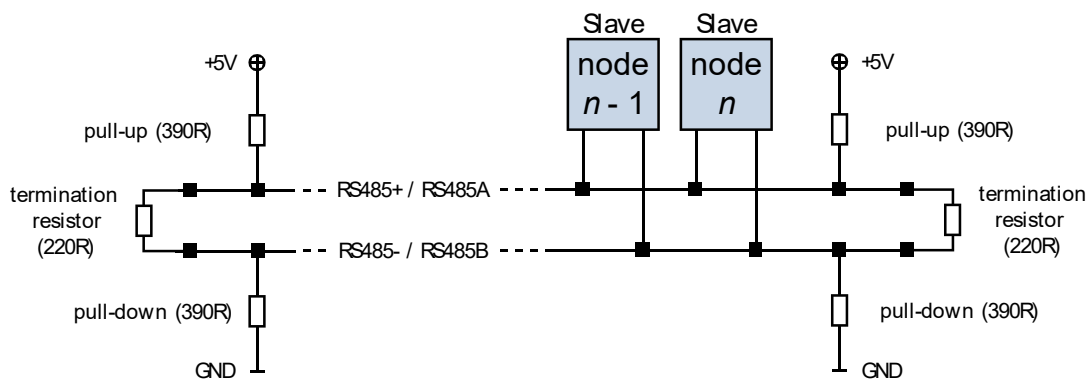 Slave Slave
+5V node node +5V
n - 1 n
pull-up (390R) pull-up (390R)
termination
resistor
(220R)
RS485+ / RS485A
RS485- / RS485B
termination
resistor
(220R)
pull-down (390R) pull-down (390R)
GND GND